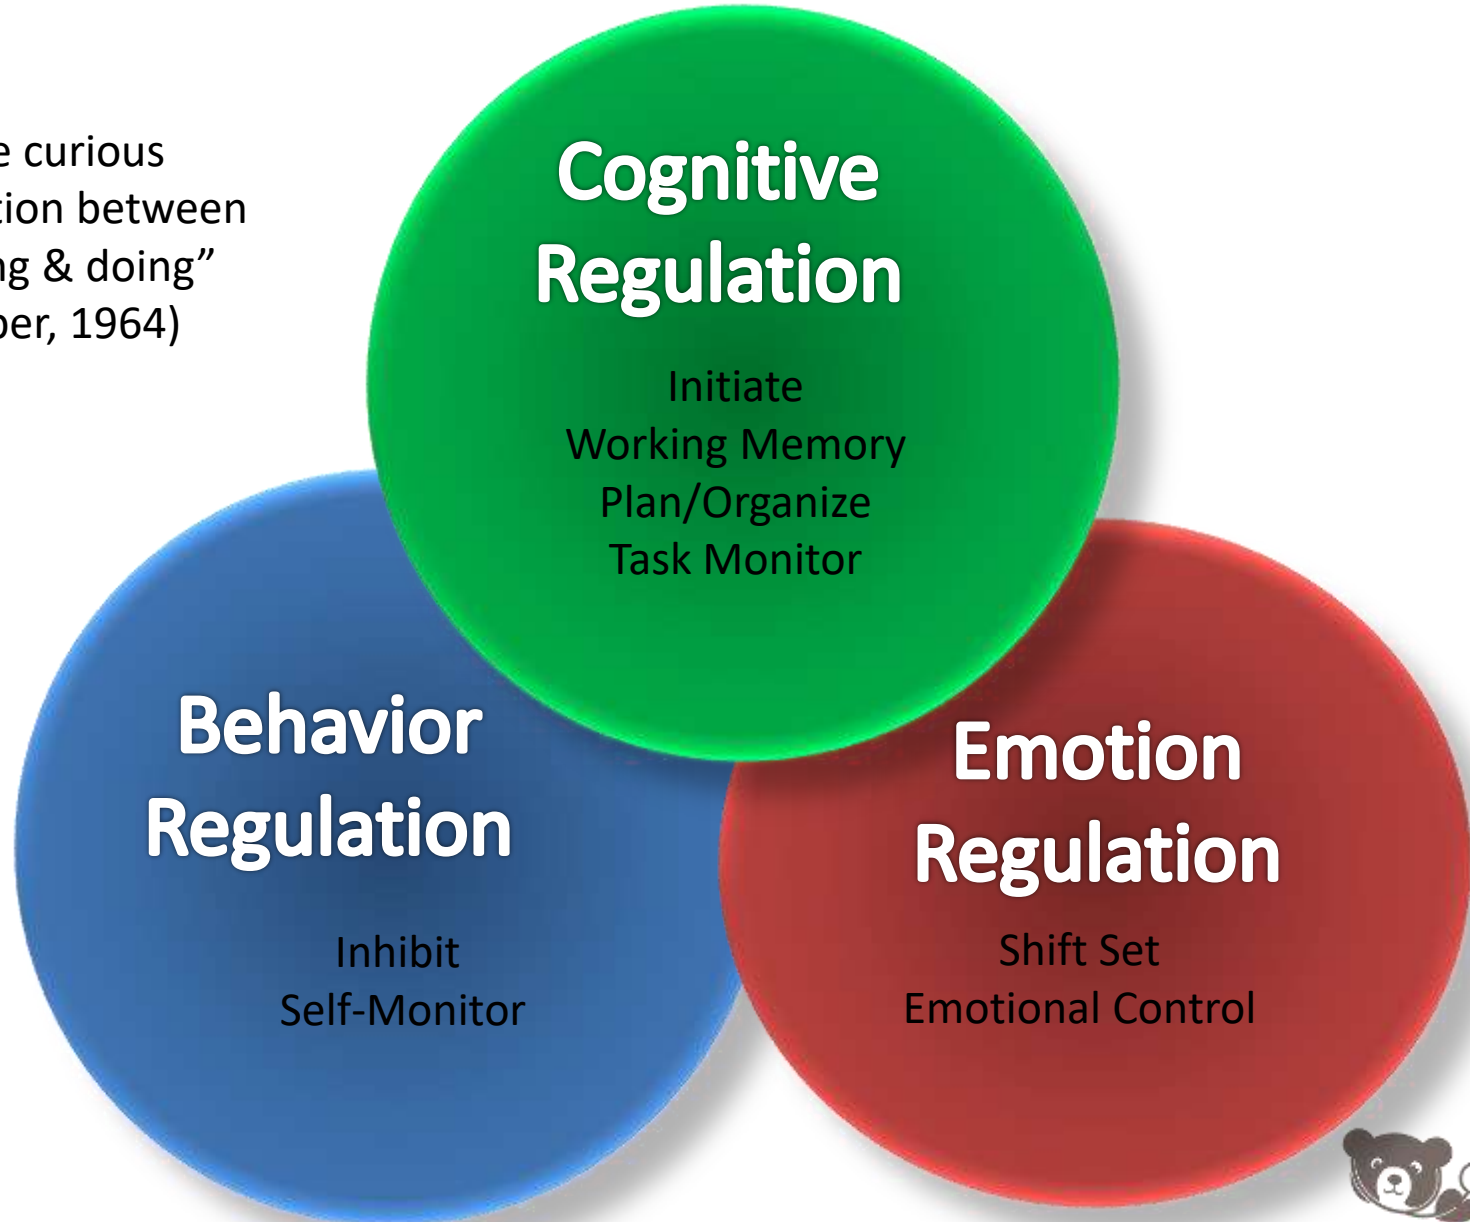 e curious
tion between
ng & doing”
ber, 1964)
Cognitive
Regulation
Initiate
Working Memory
Plan/Organize
Task Monitor
Behavior
Regulation
Inhibit
Self-Monitor
Emotion
Regulation
Shift Set
Emotional Control